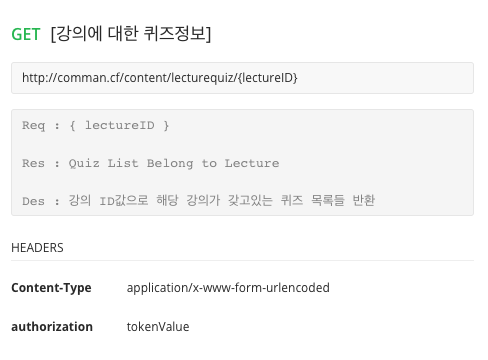 GET [강의에 대한 퀴즈정보]
http://comman.cf/content/lecturequiz/{lectureID}
Req : { lectureID }
Res : Quiz List Belong to Lecture
Des : 강의 ID값으로 해당 강의가 갖고있는 퀴즈 목록들 반환
HEADERS
Content-Type application/x-www-form-urlencoded
authorization tokenValue